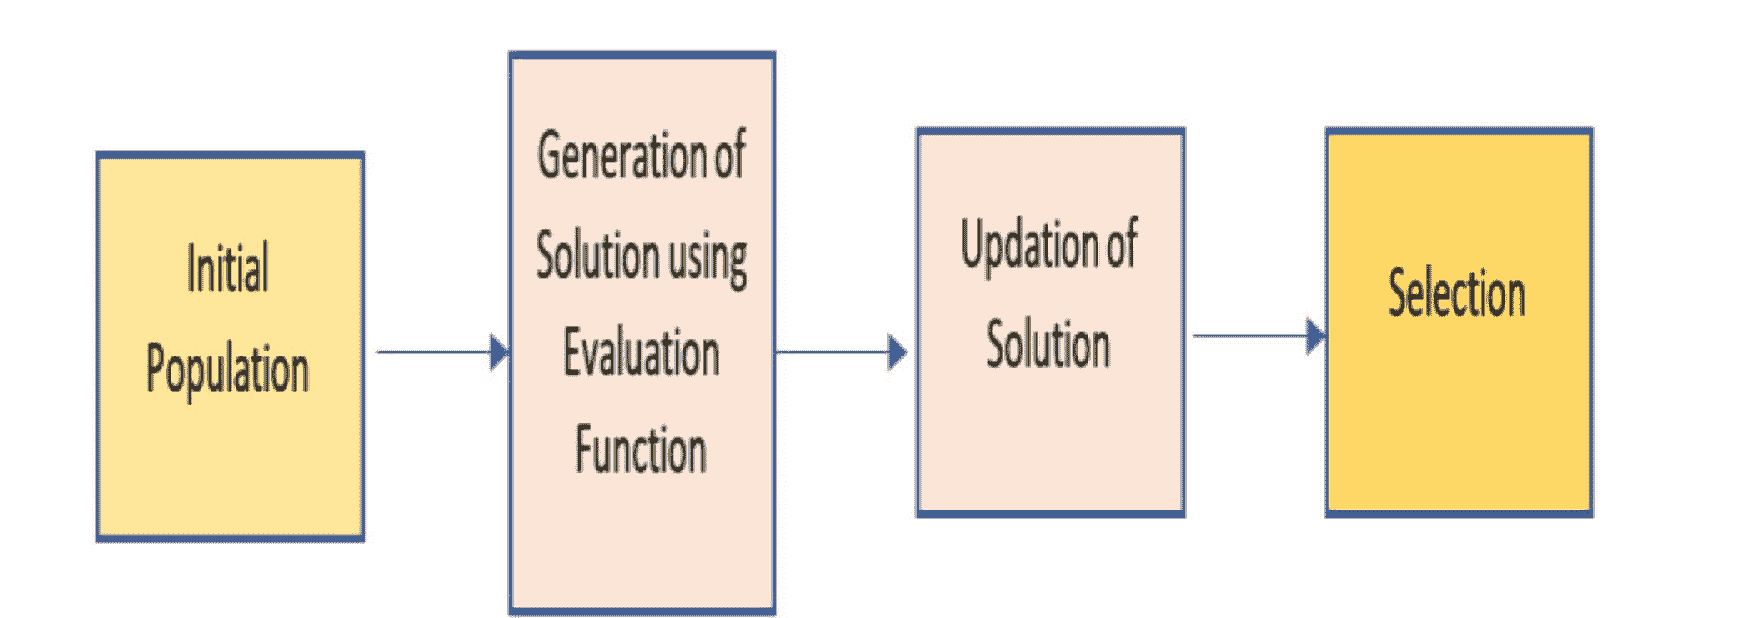 Initial
Population
Generation of
Solution using
Evaluation
Function
Updation of
Solution
Selection